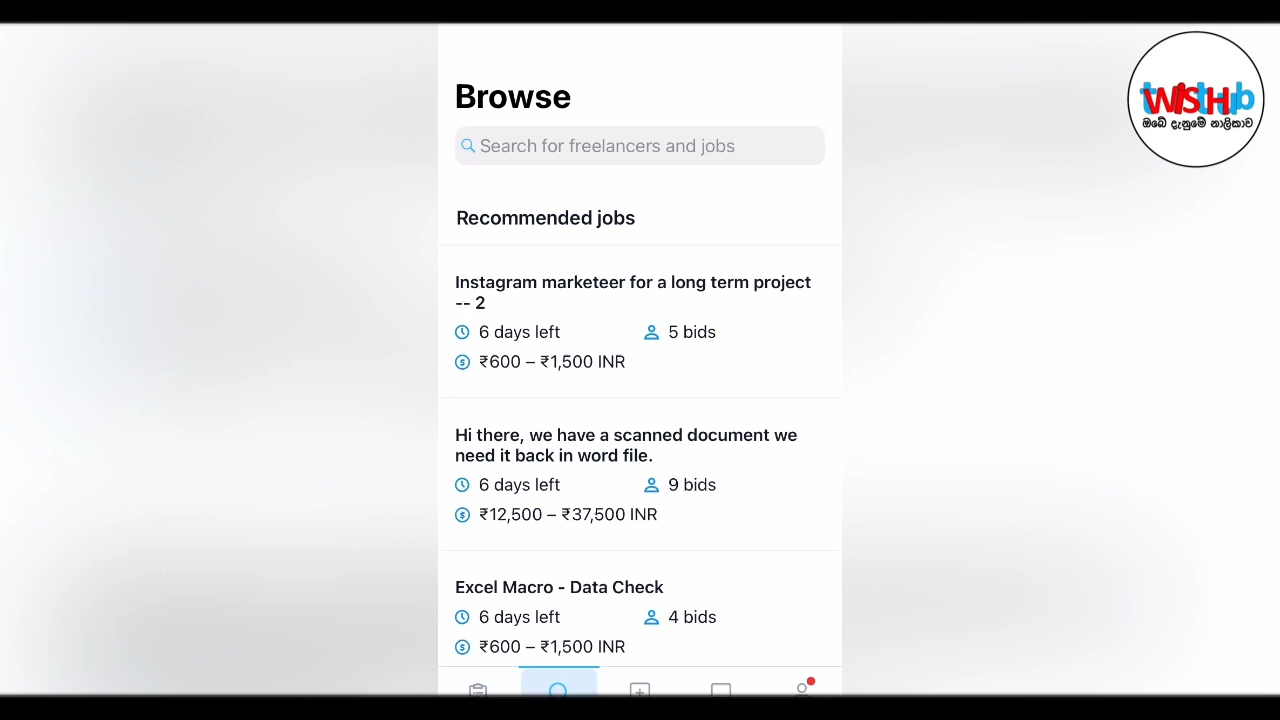 Browse
Search for freelancers and jobs
Recommended jobs
Instagram marketeer for a long term project
-- 2
6 days left
5 bids
₹600 – ₹1,500 INR
Hi there, we have a scanned document we
need it back in word file.
6 days left
9 bids
₹12,500 – ₹37,500 INR
Excel Macro - Data Check
6 days left
4 bids
₹600 – ₹1,500 INR
ඔබේ දැනුමේ නාලිකාව